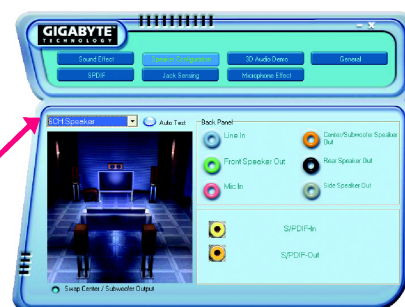 GIGABYTE
TECHNOLOGY
Sound Effect
Speaker Configuration
3D Audio Demo
General
SPDIF
Jack Sensing
Microphone Effect
8CH Speaker
Auto Test
Back Panel
Line In
Center/Subwoofer Speaker Out
Front Speaker Out
Rear Speaker Out
Mic In
Side Speaker Out
S/PDIF-In
S/PDIF-Out
Swap Center / Subwoofer Output